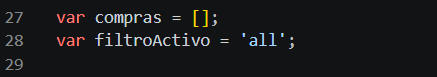 27 var compras = [];
28 var filtroActivo = 'all';
29